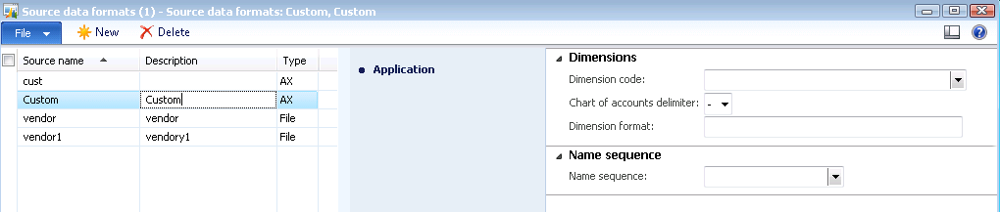 Source data formats (1) - Source data formats: Custom, Custom
File New Delete
Source name Description Type
cust AX
Custom Custom AX
vendor vendor File
vendor1 vendory1 File
Application
Dimensions
Dimension code:
Chart of accounts delimiter: -
Dimension format:
Name sequence
Name sequence: